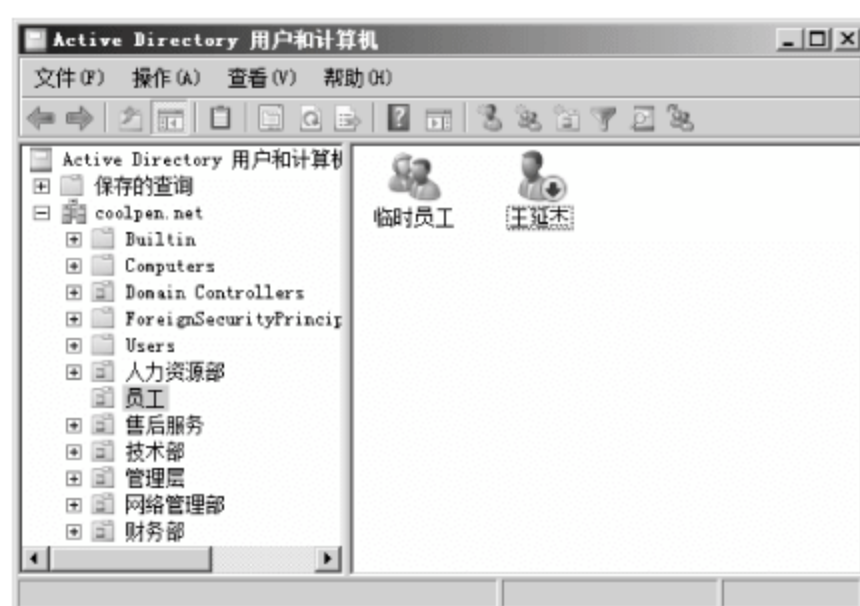 Active Directory 用户和计算机
文件(F) 操作(A) 查看(V) 帮助(H)
Active Directory 用户和计算机
保存的查询
coolpen.net
Builtin
Computers
Domain Controllers
ForeignSecurityPrincip
Users
人力资源部
员工
售后服务
技术部
管理层
网络管理部
财务部
临时员工
王延杰